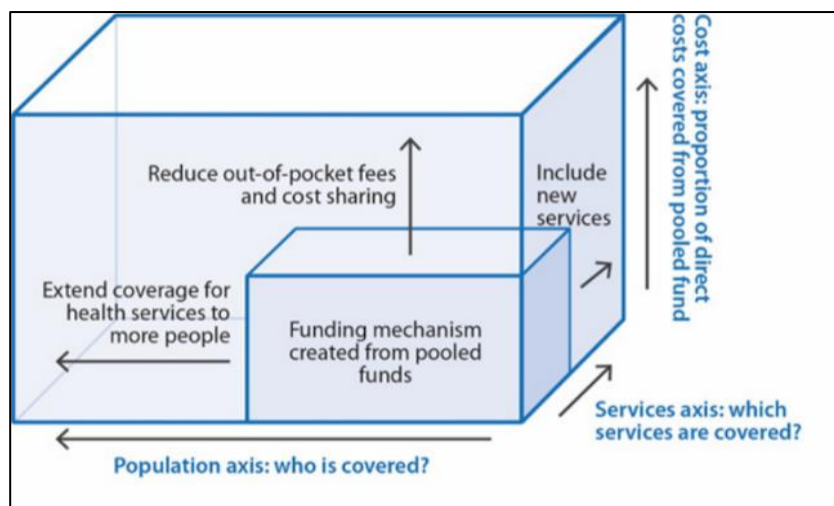 Reduce out-of-pocket fees
and cost sharing
Include
new
services
Extend coverage for
health services to
more people
Funding mechanism
created from pooled
funds
Cost axis: proportion of direct
costs covered from pooled fund
Services axis: which
services are covered?
Population axis: who is covered?